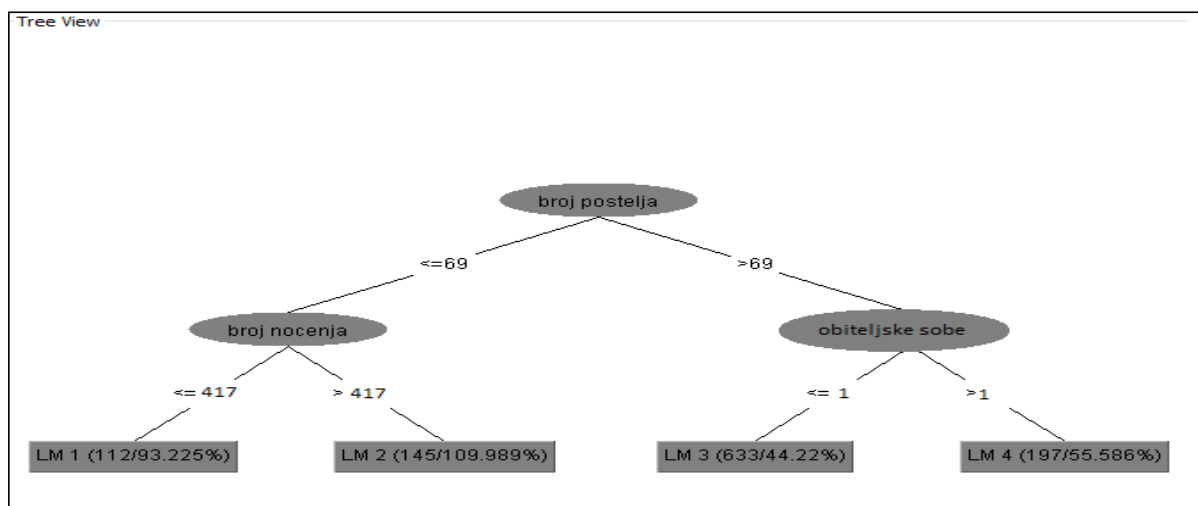 Tree View
broj postelja
<=69
>69
broj nocenja
obiteljske sobe
<= 417
> 417
<= 1
>1
LM 1 (112/93.225%)
LM 2 (145/109.989%)
LM 3 (633/44.22%)
LM 4 (197/55.586%)